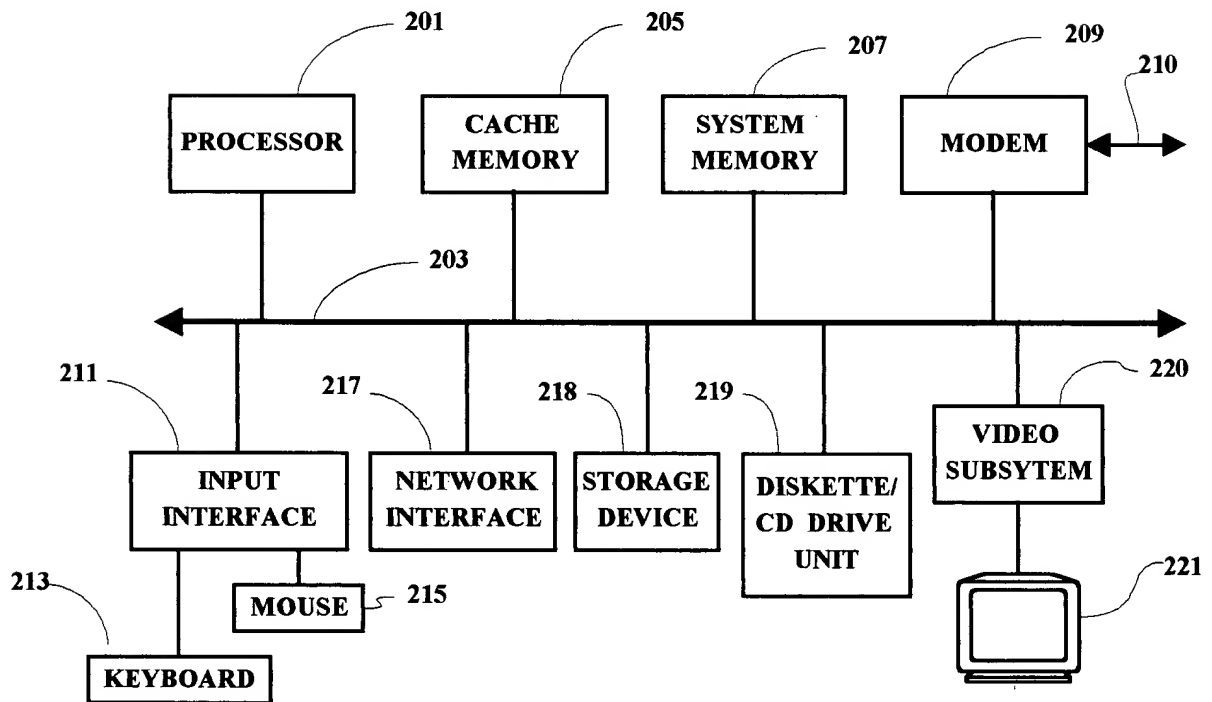 201
205
207
209
210
PROCESSOR
CACHE
MEMORY
SYSTEM
MEMORY
MODEM
203
211
217
218
219
220
INPUT
INTERFACE
NETWORK
INTERFACE
STORAGE
DEVICE
DISKETTE/
CD DRIVE
UNIT
VIDEO
SUBSYTEM
213
MOUSE
215
221
KEYBOARD